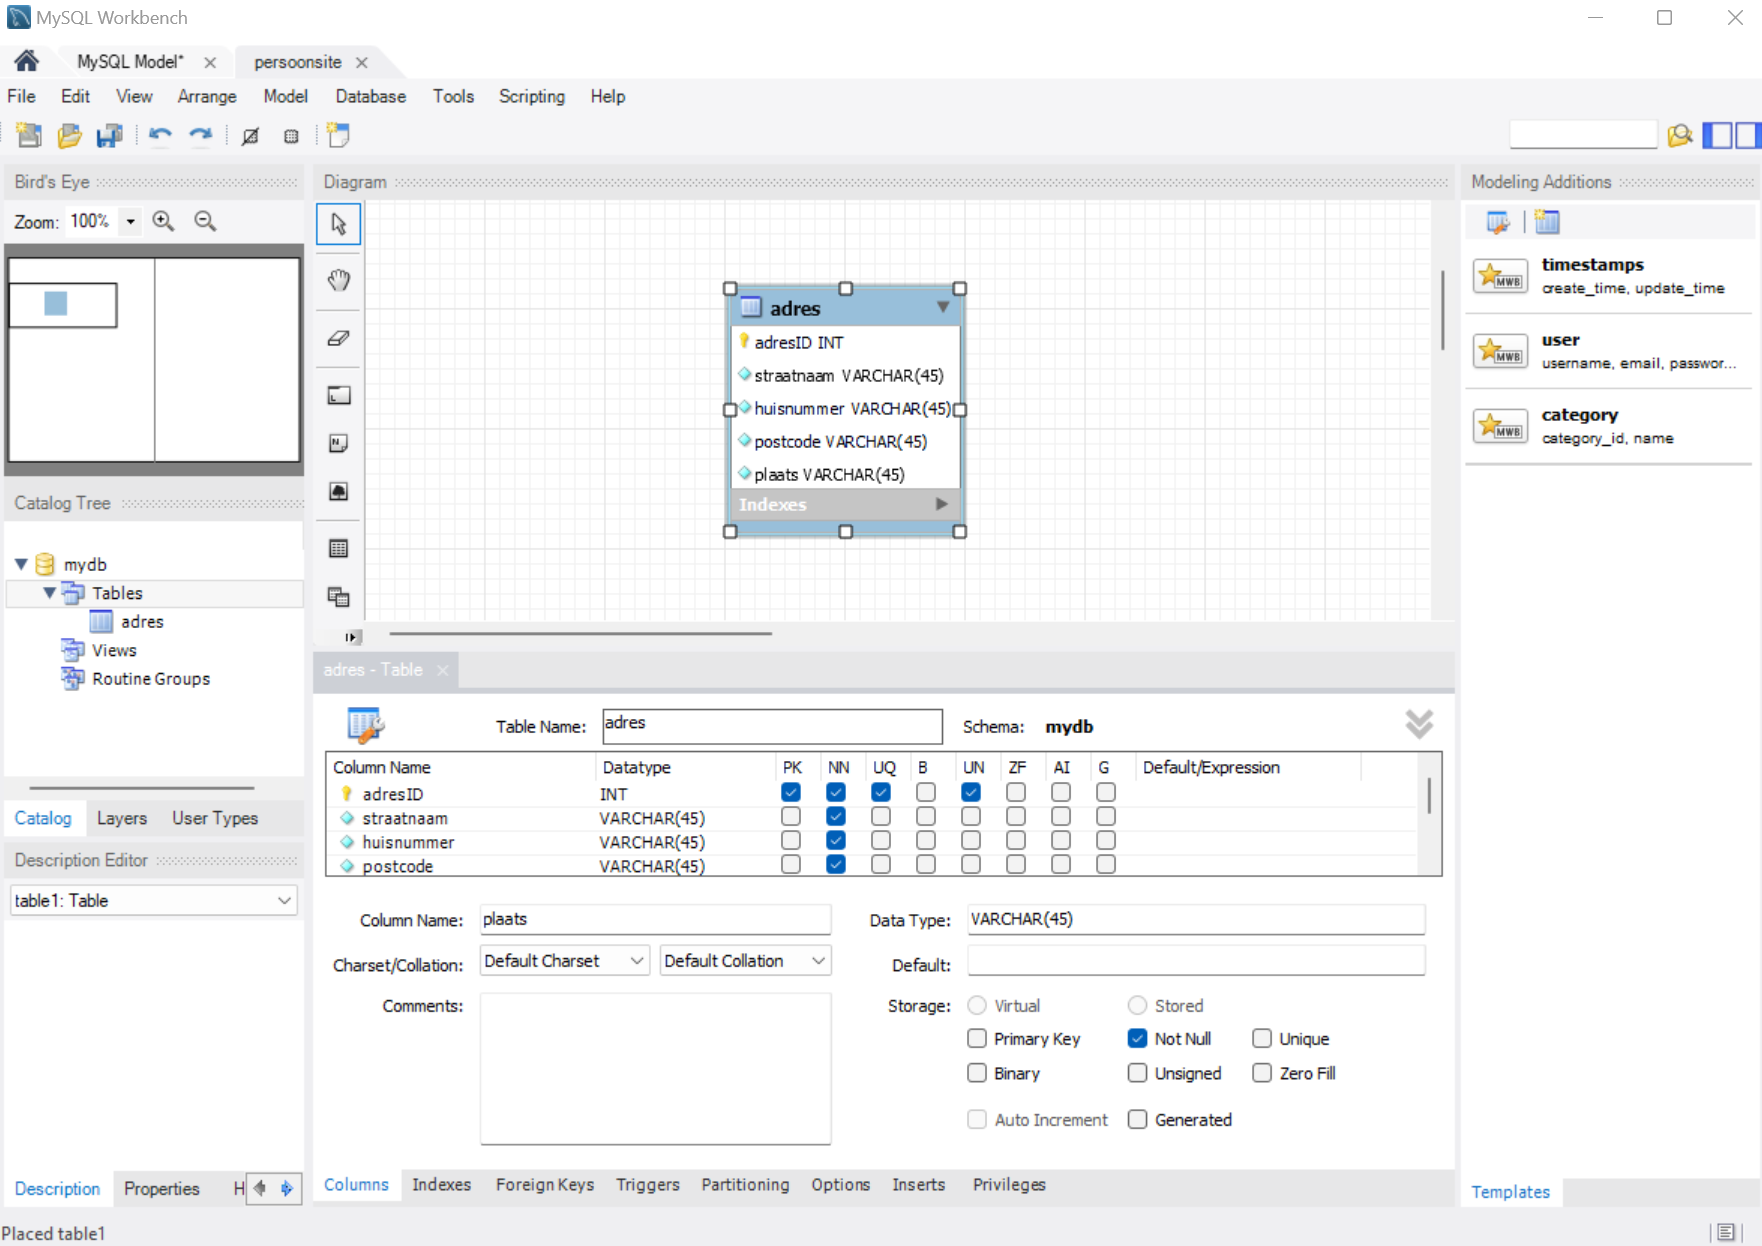 MySQL Workbench
MySQL Model* persoonsite
File Edit View Arrange Model Database Tools Scripting Help
Bird's Eye
Zoom: 100%
Catalog Tree
mydb
Tables
adres
Views
Routine Groups
Catalog Layers User Types
Description Editor
table1: Table
Description Properties H
Placed table1
Diagram
adres
adresID INT
straatnaam VARCHAR(45)
huisnummer VARCHAR(45)
postcode VARCHAR(45)
plaats VARCHAR(45)
Indexes
adres - Table
Table Name: adres Schema: mydb
Column Name Datatype PK NN UQ B UN ZF AI G Default/Expression
adresID INT
straatnaam VARCHAR(45)
huisnummer VARCHAR(45)
postcode VARCHAR(45)
Column Name: plaats Data Type: VARCHAR(45)
Charset/Collation: Default Charset Default Collation Default:
Comments: Storage: Virtual Stored
Primary Key Not Null Unique
Binary Unsigned Zero Fill
Auto Increment Generated
Columns Indexes Foreign Keys Triggers Partitioning Options Inserts Privileges
Modeling Additions
MWB timestamps
create_time, update_time
MWB user
username, email, passwor...
MWB category
category_id, name
Templates